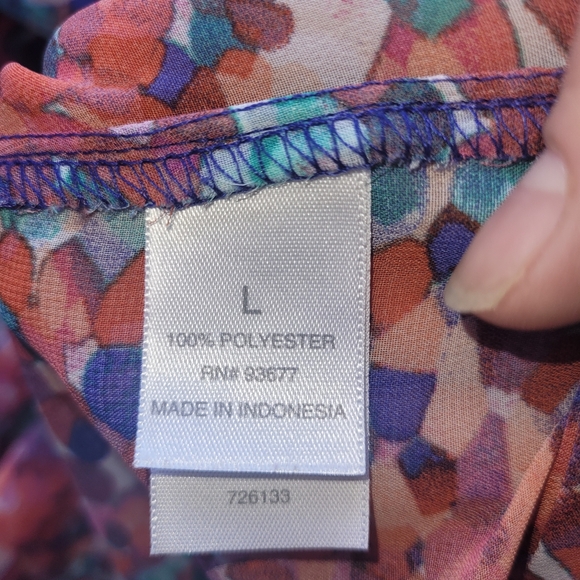 L
100% POLYESTER
RN# 93677
MADE IN INDONESIA
726133